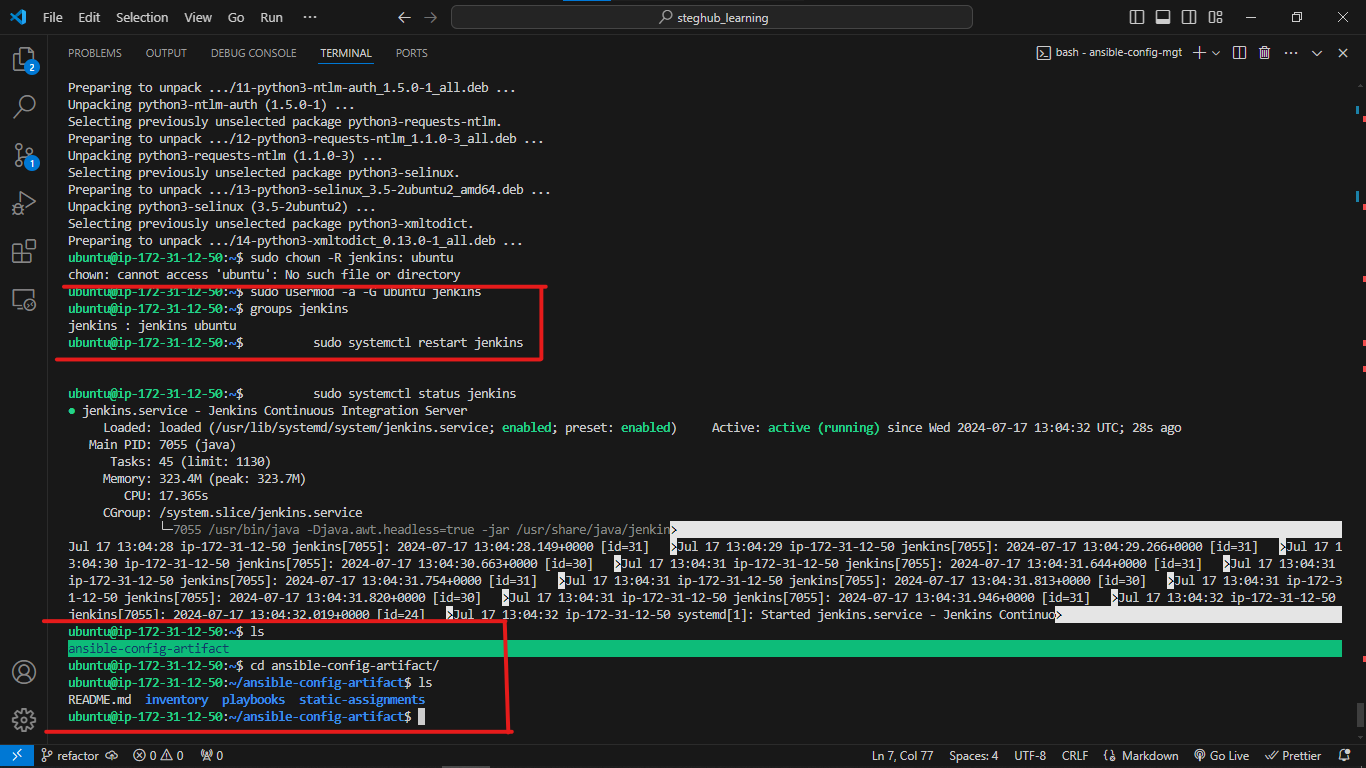 File Edit Selection View Go Run ··· steghub_learning
PROBLEMS OUTPUT DEBUG CONSOLE TERMINAL PORTS bash - ansible-config-mgt
2
1
Preparing to unpack .../11-python3-ntlm-auth_1.5.0-1_all.deb ...
Unpacking python3-ntlm-auth (1.5.0-1) ...
Selecting previously unselected package python3-requests-ntlm.
Preparing to unpack .../12-python3-requests-ntlm_1.1.0-3_all.deb ...
Unpacking python3-requests-ntlm (1.1.0-3) ...
Selecting previously unselected package python3-selinux.
Preparing to unpack .../13-python3-selinux_3.5-2ubuntu2_amd64.deb ...
Unpacking python3-selinux (3.5-2ubuntu2) ...
Selecting previously unselected package python3-xmltodict.
Preparing to unpack .../14-python3-xmltodict_0.13.0-1_all.deb ...
ubuntu@ip-172-31-12-50:~$ sudo chown -R jenkins: ubuntu
chown: cannot access 'ubuntu': No such file or directory
ubuntu@ip-172-31-12-50:~$ sudo usermod -a -G ubuntu jenkins
ubuntu@ip-172-31-12-50:~$ groups jenkins
jenkins : jenkins ubuntu
ubuntu@ip-172-31-12-50:~$          sudo systemctl restart jenkins
ubuntu@ip-172-31-12-50:~$          sudo systemctl status jenkins
● jenkins.service - Jenkins Continuous Integration Server
     Loaded: loaded (/usr/lib/systemd/system/jenkins.service; enabled; preset: enabled)     Active: active (running) since Wed 2024-07-17 13:04:32 UTC; 28s ago
   Main PID: 7055 (java)
      Tasks: 45 (limit: 1130)
     Memory: 323.4M (peak: 323.7M)
        CPU: 17.365s
     CGroup: /system.slice/jenkins.service
             └─7055 /usr/bin/java -Djava.awt.headless=true -jar /usr/share/java/jenkin>
Jul 17 13:04:28 ip-172-31-12-50 jenkins[7055]: 2024-07-17 13:04:28.149+0000 [id=31]   >Jul 17 13:04:29 ip-172-31-12-50 jenkins[7055]: 2024-07-17 13:04:29.266+0000 [id=31]   >Jul 17 1
3:04:30 ip-172-31-12-50 jenkins[7055]: 2024-07-17 13:04:30.663+0000 [id=30]   >Jul 17 13:04:31 ip-172-31-12-50 jenkins[7055]: 2024-07-17 13:04:31.644+0000 [id=31]   >Jul 17 13:04:31
ip-172-31-12-50 jenkins[7055]: 2024-07-17 13:04:31.754+0000 [id=31]   >Jul 17 13:04:31 ip-172-31-12-50 jenkins[7055]: 2024-07-17 13:04:31.813+0000 [id=30]   >Jul 17 13:04:31 ip-172-3
1-12-50 jenkins[7055]: 2024-07-17 13:04:31.820+0000 [id=30]   >Jul 17 13:04:31 ip-172-31-12-50 jenkins[7055]: 2024-07-17 13:04:31.946+0000 [id=31]   >Jul 17 13:04:32 ip-172-31-12-50
jenkins[7055]: 2024-07-17 13:04:32.019+0000 [id=24]   >Jul 17 13:04:32 ip-172-31-12-50 systemd[1]: Started jenkins.service - Jenkins Continuo>
ubuntu@ip-172-31-12-50:~$ ls
ansible-config-artifact
ubuntu@ip-172-31-12-50:~$ cd ansible-config-artifact/
ubuntu@ip-172-31-12-50:~/ansible-config-artifact$ ls
README.md  inventory  playbooks  static-assignments
ubuntu@ip-172-31-12-50:~/ansible-config-artifact$
refactor 0 0 0 Ln 7, Col 77 Spaces: 4 UTF-8 CRLF Markdown Go Live Prettier